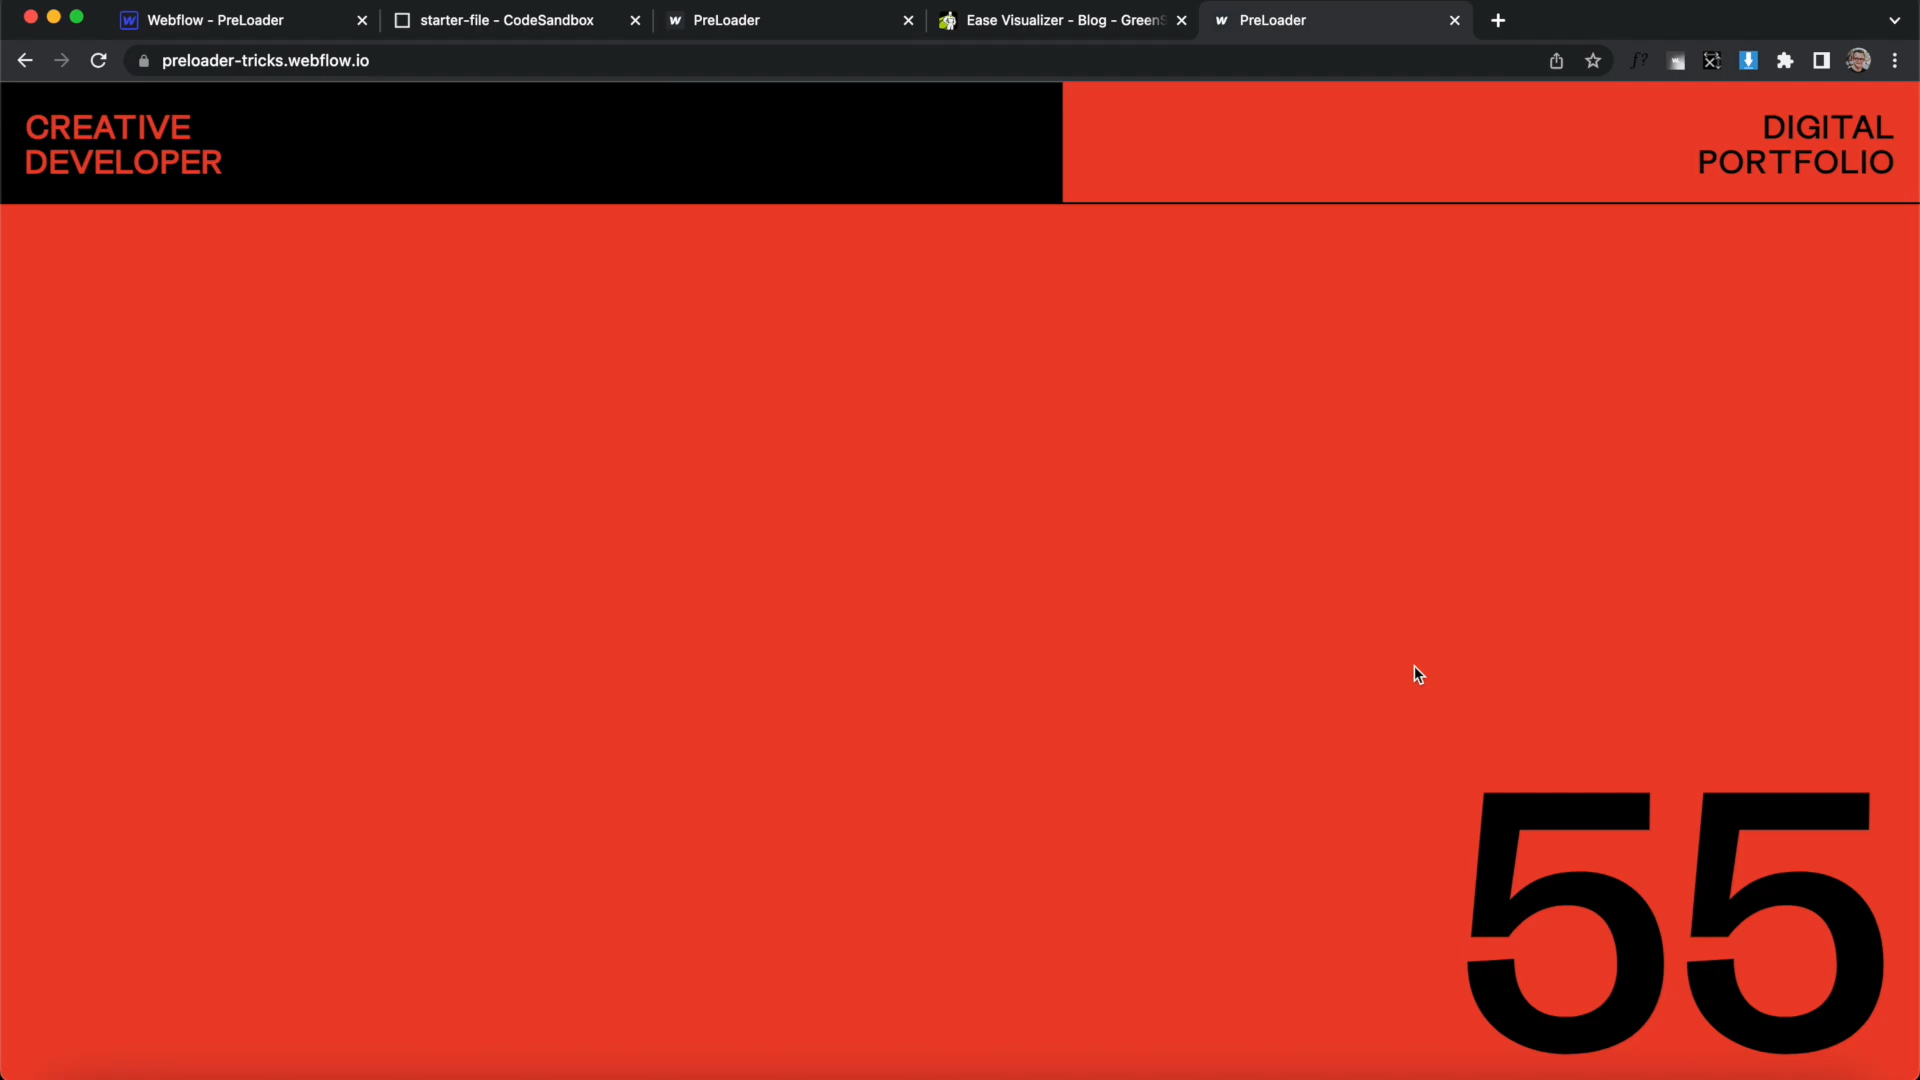 Webflow - PreLoader
starter-file - CodeSandbox
PreLoader
Ease Visualizer - Blog - GreenS
PreLoader
preloader-tricks.webflow.io
f?
CREATIVE
DEVELOPER
DIGITAL
PORTFOLIO
55